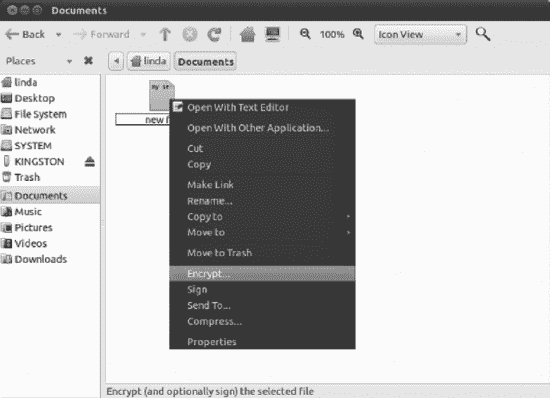 Documents
Back Forward 100% Icon View
Places linda Documents
linda
Desktop
File System
Network
SYSTEM
KINGSTON
Trash
Documents
Music
Pictures
Videos
Downloads
my se
new f
Open With Text Editor
Open With Other Application...
Cut
Copy
Make Link
Rename...
Copy to
Move to
Move to Trash
Encrypt...
Sign
Send To...
Compress...
Properties
Encrypt (and optionally sign) the selected file